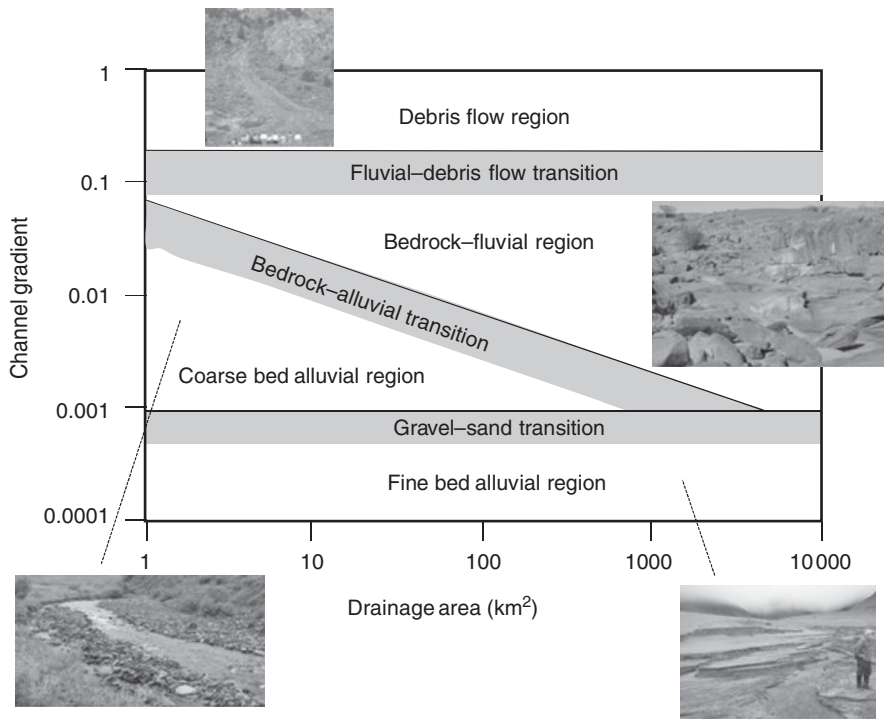 1
Debris flow region
Fluvial–debris flow transition
0.1
Bedrock–fluvial region
Bedrock–alluvial transition
0.01
Channel gradient
Coarse bed alluvial region
0.001
Gravel–sand transition
Fine bed alluvial region
0.0001
1 10 100 1000 10000
Drainage area (km²)